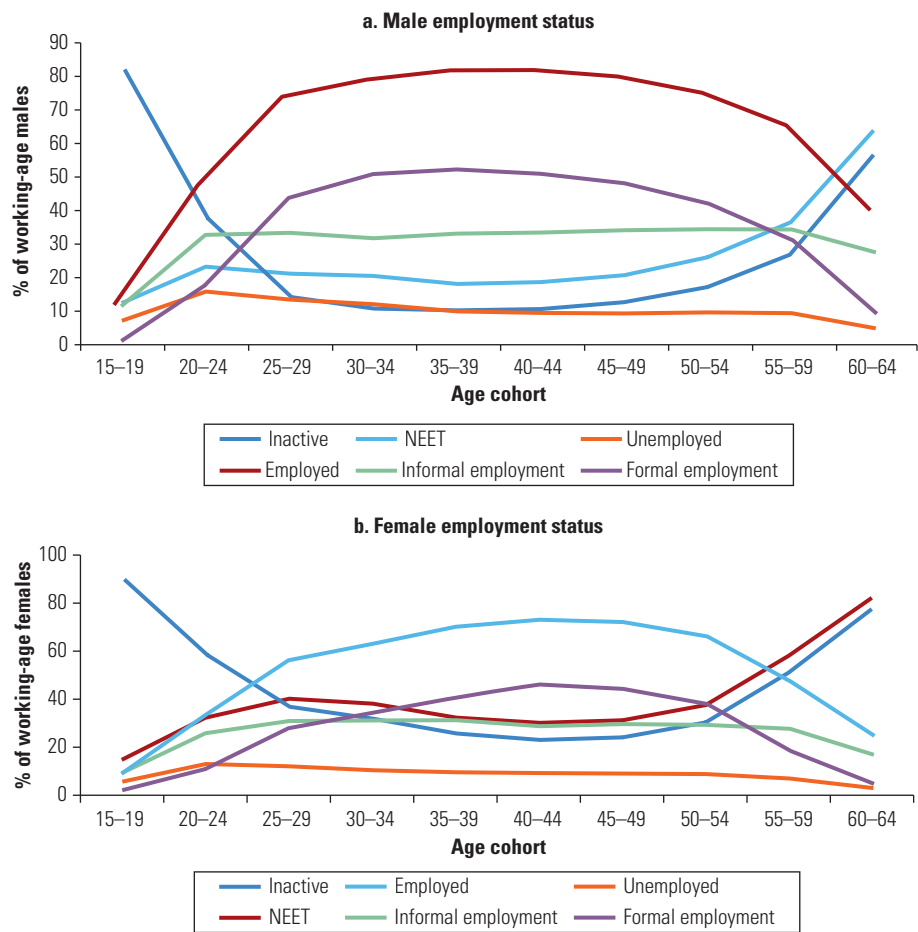 a. Male employment status
% of working-age males
90
80
70
60
50
40
30
20
10
0
15–19 20–24 25–29 30–34 35–39 40–44 45–49 50–54 55–59 60–64
Age cohort
Inactive NEET Unemployed
Employed Informal employment Formal employment
b. Female employment status
% of working-age females
100
80
60
40
20
0
15–19 20–24 25–29 30–34 35–39 40–44 45–49 50–54 55–59 60–64
Age cohort
Inactive Employed Unemployed
NEET Informal employment Formal employment